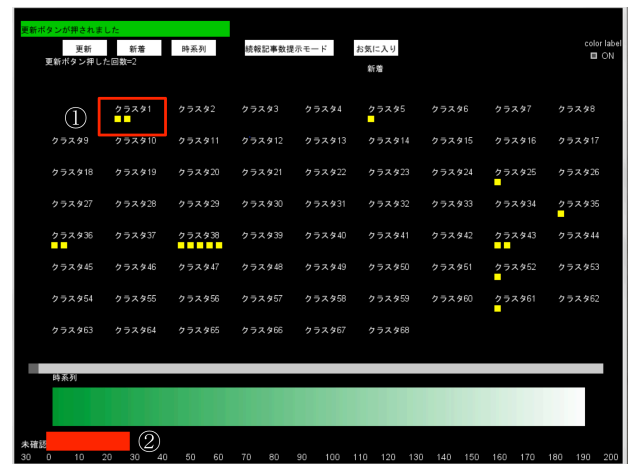 更新ボタンが押されました
更新 新着 時系列 続報記事数提示モード お気に入り color label
更新ボタン押した回数=2 新着 ON
① クラスタ1 クラスタ2 クラスタ3 クラスタ4 クラスタ5 クラスタ6 クラスタ7 クラスタ8
クラスタ9 クラスタ10 クラスタ11 クラスタ12 クラスタ13 クラスタ14 クラスタ15 クラスタ16 クラスタ17
クラスタ18 クラスタ19 クラスタ20 クラスタ21 クラスタ22 クラスタ23 クラスタ24 クラスタ25 クラスタ26
クラスタ27 クラスタ28 クラスタ29 クラスタ30 クラスタ31 クラスタ32 クラスタ33 クラスタ34 クラスタ35
クラスタ36 クラスタ37 クラスタ38 クラスタ39 クラスタ40 クラスタ41 クラスタ42 クラスタ43 クラスタ44
クラスタ45 クラスタ46 クラスタ47 クラスタ48 クラスタ49 クラスタ50 クラスタ51 クラスタ52 クラスタ53
クラスタ54 クラスタ55 クラスタ56 クラスタ57 クラスタ58 クラスタ59 クラスタ60 クラスタ61 クラスタ62
クラスタ63 クラスタ64 クラスタ65 クラスタ66 クラスタ67 クラスタ68
時系列
未確認 ②
30 0 10 20 30 40 50 60 70 80 90 100 110 120 130 140 150 160 170 180 190 200